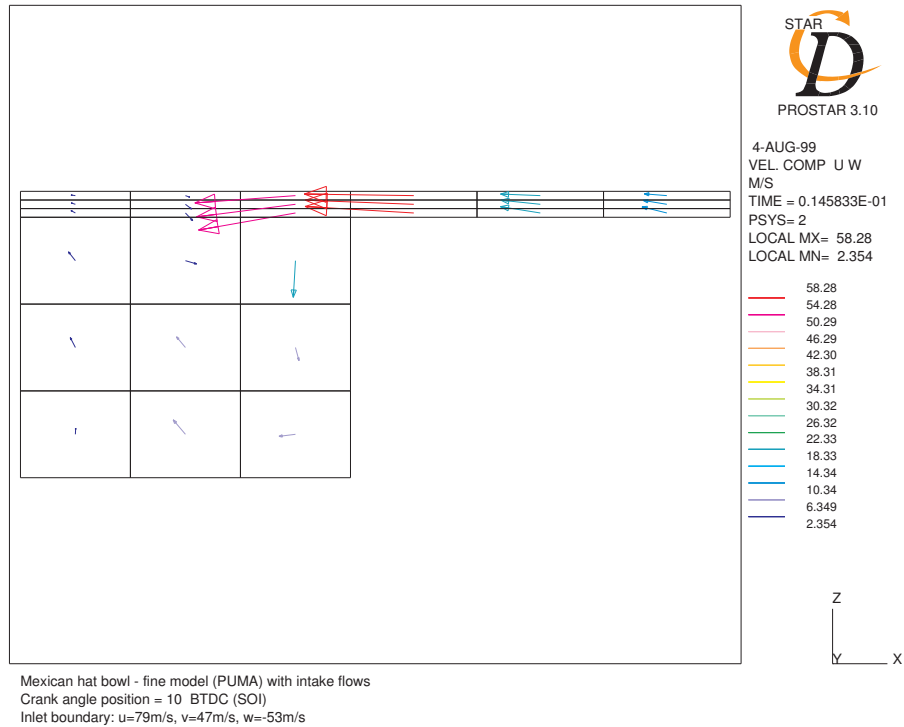 STAR
D
PROSTAR 3.10
4-AUG-99
VEL. COMP U W
M/S
TIME = 0.145833E-01
PSYS= 2
LOCAL MX= 58.28
LOCAL MN= 2.354
58.28
54.28
50.29
46.29
42.30
38.31
34.31
30.32
26.32
22.33
18.33
14.34
10.34
6.349
2.354
Z
Y
X
Mexican hat bowl - fine model (PUMA) with intake flows
Crank angle position = 10 BTDC (SOI)
Inlet boundary: u=79m/s, v=47m/s, w=-53m/s